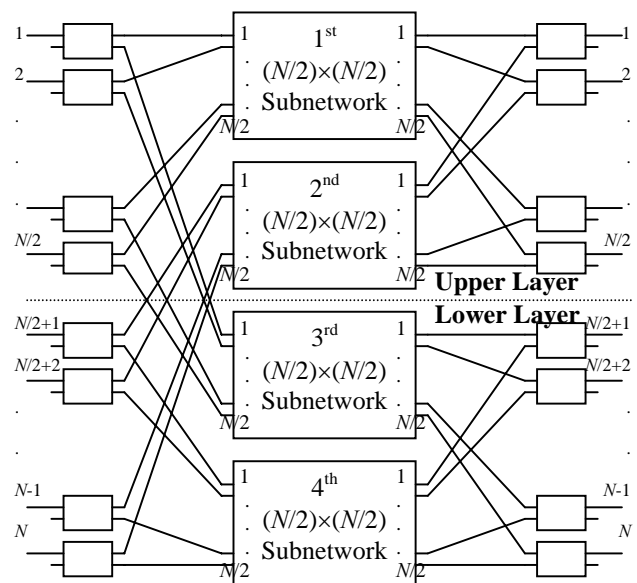 1 1 1st 1 1
2 2
. . (N/2)×(N/2) . .
. . Subnetwork . .
N/2 N/2
. .
. .
1 2nd 1
. (N/2)×(N/2) .
. Subnetwork .
N/2 N/2 N/2 N/2
Upper Layer
Lower Layer
N/2+1 1 3rd 1 N/2+1
N/2+2 . (N/2)×(N/2) . N/2+2
. Subnetwork .
. N/2 N/2 .
. .
1 4th 1
N-1 . (N/2)×(N/2) . N-1
N . Subnetwork . N
N/2 N/2